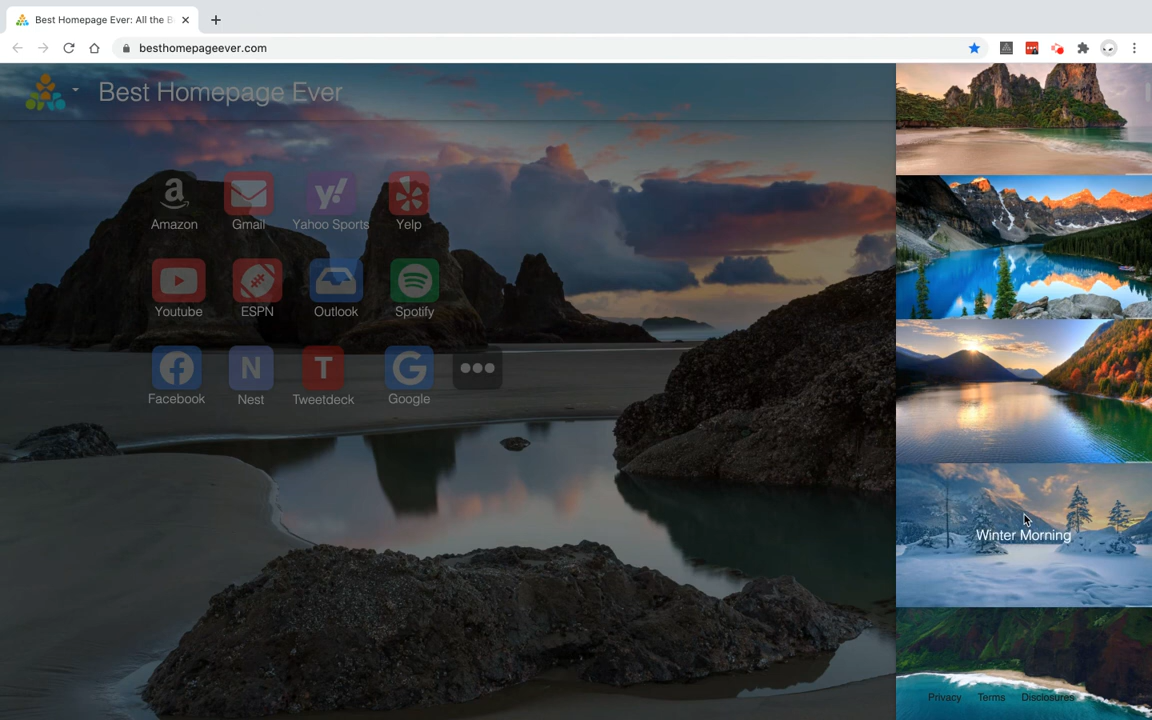 Best Homepage Ever: All the B
besthomepageever.com
Best Homepage Ever
Amazon
Gmail
Yahoo Sports
Yelp
Youtube
ESPN
Outlook
Spotify
N
T
Facebook
Nest
Tweetdeck
Google
Winter Morning
Privacy Terms Disclosures